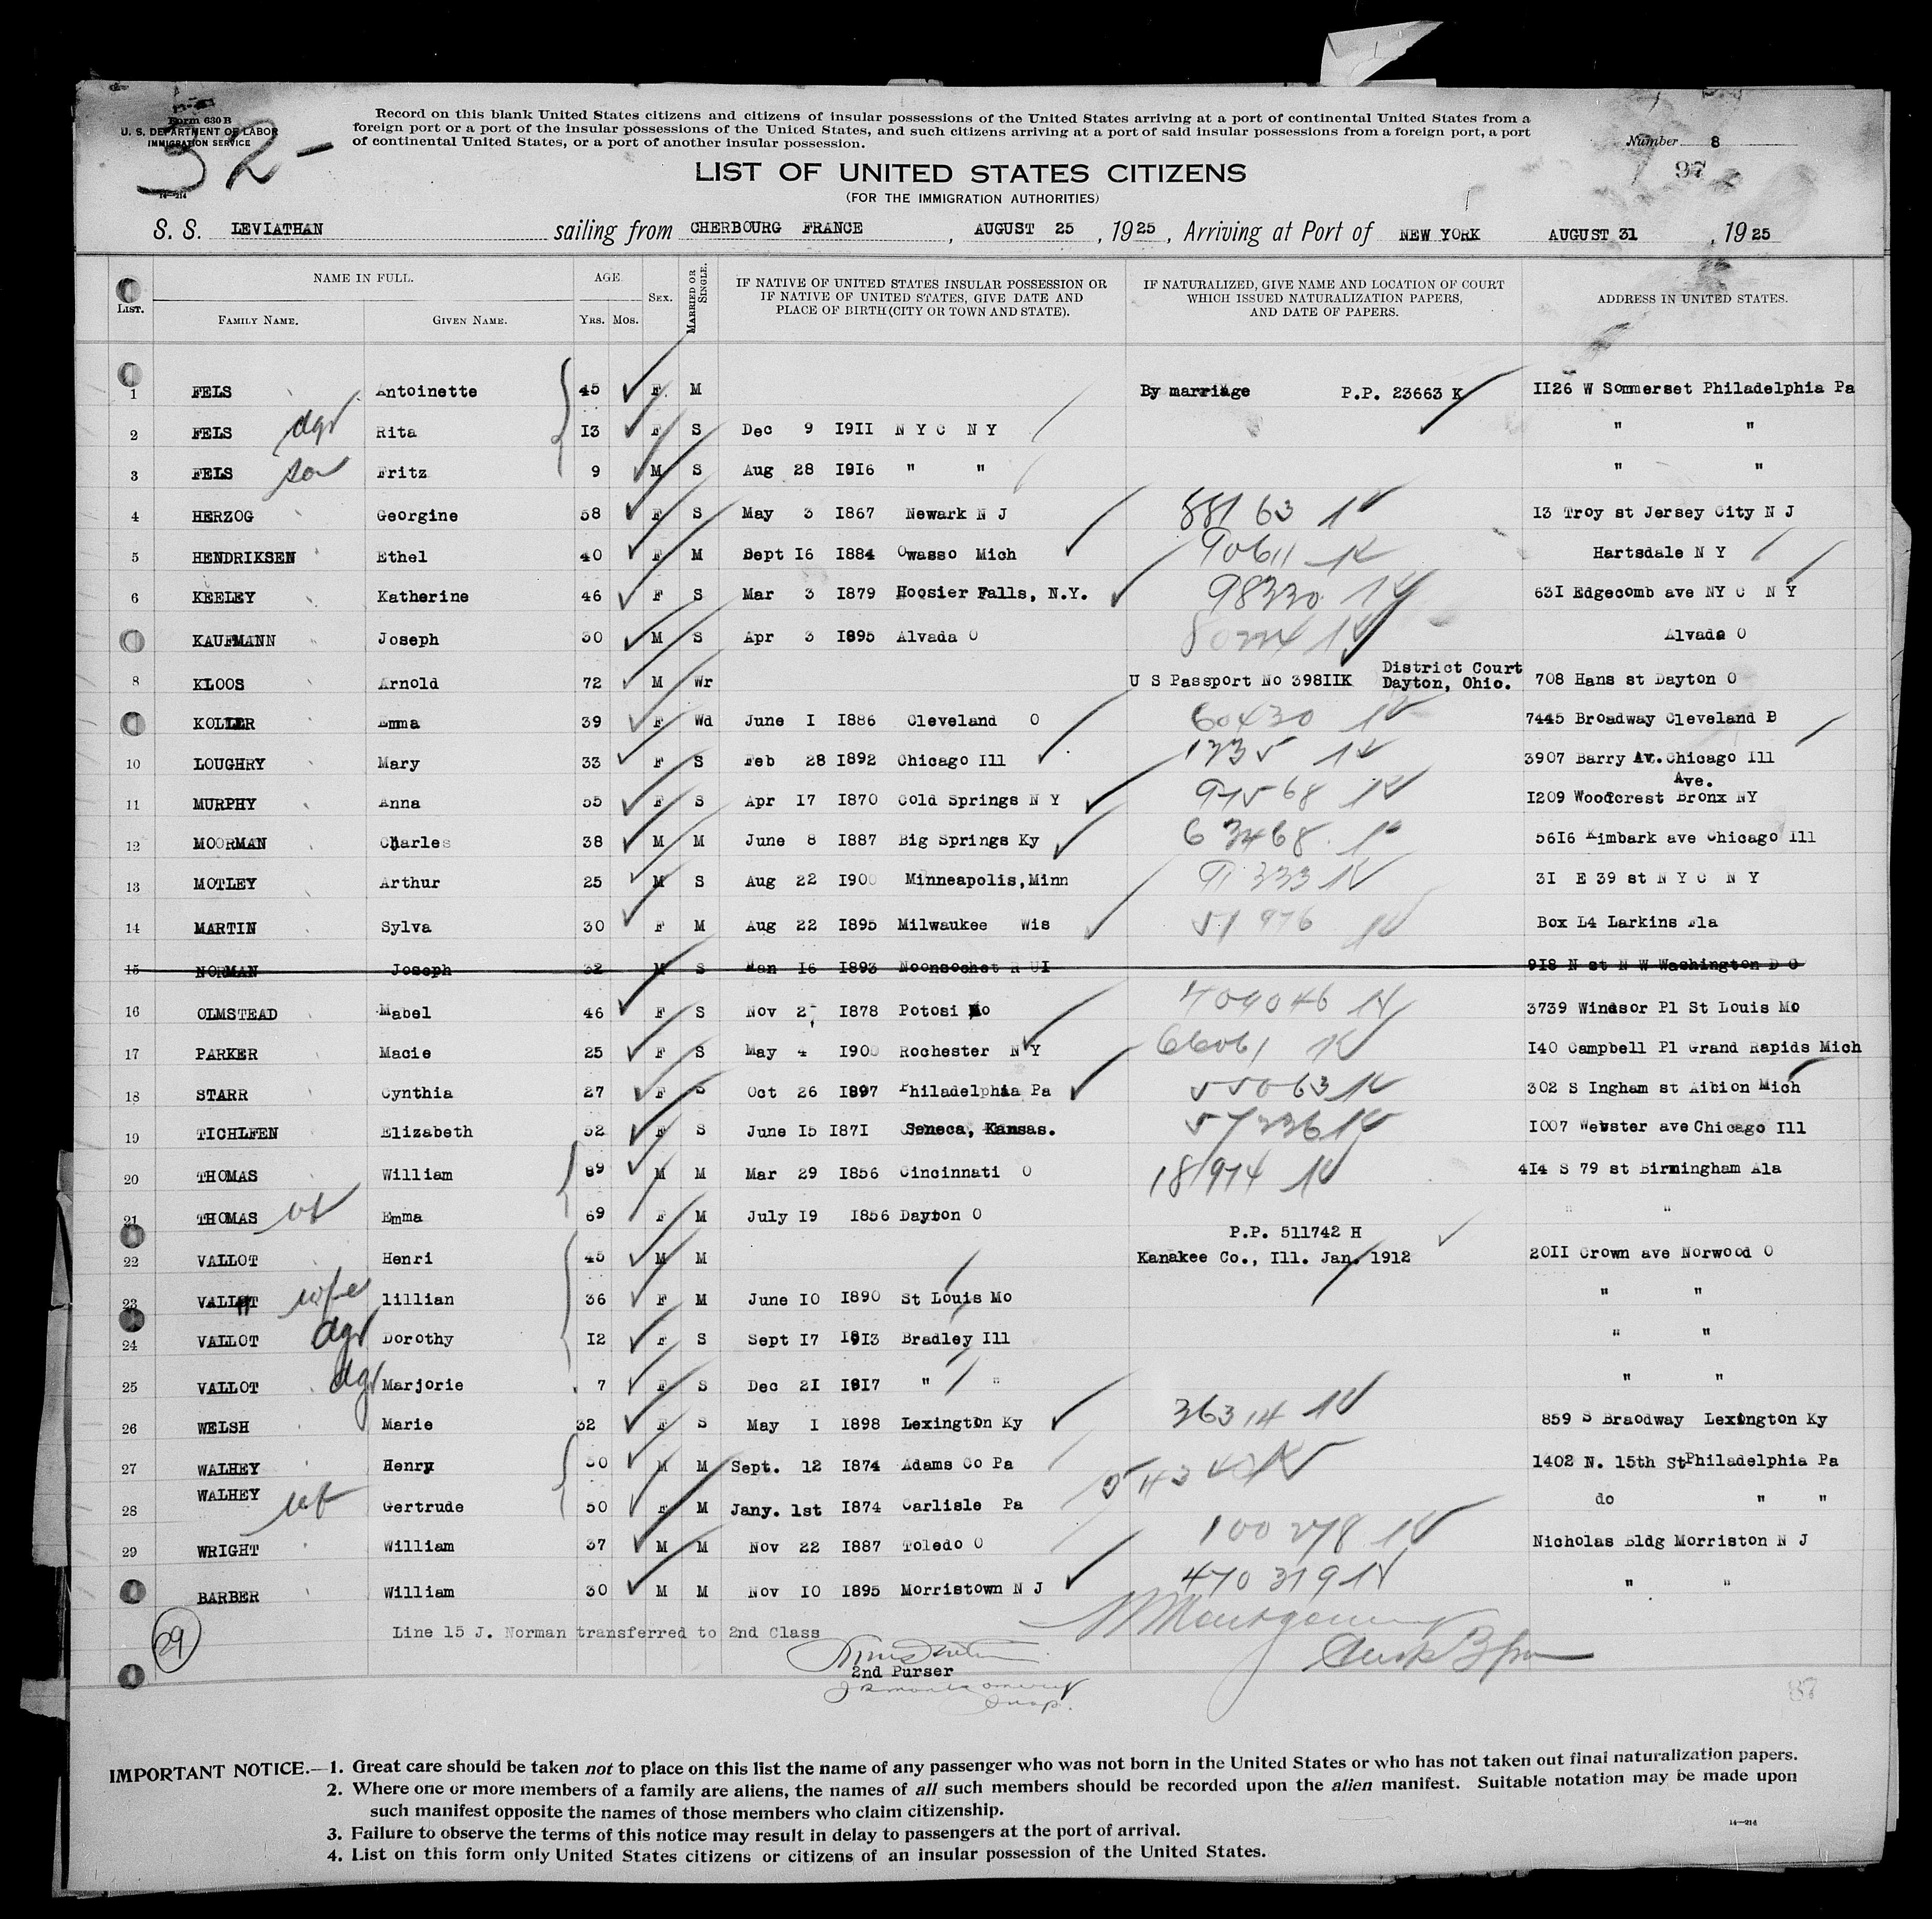 Form 630 B
U. S. DEPARTMENT OF LABOR
IMMIGRATION SERVICE
14—214
32 —
Record on this blank United States citizens and citizens of insular possessions of the United States arriving at a port of continental United States from a
foreign port or a port of the insular possessions of the United States, and such citizens arriving at a port of said insular possessions from a foreign port, a port
of continental United States, or a port of another insular possession.
Number 8
97
LIST OF UNITED STATES CITIZENS
(FOR THE IMMIGRATION AUTHORITIES)
S. S. LEVIATHAN sailing from CHERBOURG FRANCE , AUGUST 25 , 1925 , Arriving at Port of NEW YORK AUGUST 31 , 1925
LIST. NAME IN FULL. FAMILY NAME. GIVEN NAME. AGE. YRS. MOS. SEX. MARRIED OR SINGLE. IF NATIVE OF UNITED STATES INSULAR POSSESSION OR IF NATIVE OF UNITED STATES, GIVE DATE AND PLACE OF BIRTH (CITY OR TOWN AND STATE). IF NATURALIZED, GIVE NAME AND LOCATION OF COURT WHICH ISSUED NATURALIZATION PAPERS, AND DATE OF PAPERS. ADDRESS IN UNITED STATES.
1 FELS Antoinette 45 F M By marriage P.P. 23663 K 1126 W Sommerset Philadelphia Pa
2 FELS dgr Rita 13 F S Dec 9 1911 N Y C N Y " "
3 FELS son Fritz 9 M S Aug 28 1916 " " " "
4 HERZOG Georgine 58 F S May 3 1867 Newark N J 88163 13 Troy st Jersey City N J
5 HENDRIKSEN Ethel 40 F M Sept 16 1884 Owasso Mich 90611 Hartsdale N Y
6 KEELEY Katherine 46 F S Mar 3 1879 Hoosier Falls, N.Y. 98330 631 Edgecomb ave NY C N Y
KAUFMANN Joseph 30 M S Apr 3 1895 Alvada O Alvada O
8 KLOOS Arnold 72 M Wr U S Passport No 39811K District Court Dayton, Ohio. 708 Hans st Dayton O
KOLLER Emma 39 F Wd June 1 1886 Cleveland O 60430 7445 Broadway Cleveland
10 LOUGHRY Mary 33 F S Feb 28 1892 Chicago Ill 1335 3907 Barry Av. Chicago Ill
11 MURPHY Anna 55 F S Apr 17 1870 Cold Springs N Y 97568 1209 Woodcrest Ave. Bronx NY
12 MOORMAN Charles 38 M M June 8 1887 Big Springs Ky 63468 5616 Kimbark ave Chicago Ill
13 MOTLEY Arthur 25 M S Aug 22 1900 Minneapolis, Minn 91333 31 E 39 st N Y C N Y
14 MARTIN Sylva 30 F M Aug 22 1895 Milwaukee Wis 51976 Box L4 Larkins Fla
15 NORMAN Joseph 32 M S 16 1893 Noonsochet R I 918 N st N W Washington D C
16 OLMSTEAD Mabel 46 F S Nov 2 1878 Potosi Mo 409046 3739 Windsor Pl St Louis Mo
17 PARKER Macie 25 F S May 4 1900 Rochester N Y 66061 140 Campbell Pl Grand Rapids Mich
18 STARR Cynthia 27 F S Oct 26 1897 Philadelphia Pa 55063 302 S Ingham st Albion Mich
19 TICHLFEN Elizabeth 52 F S June 15 1871 Seneca, Kansas. 57336 1007 Webster ave Chicago Ill
20 THOMAS William M M Mar 29 1856 Cincinnati O 181974 414 S 79 st Birmingham Ala
21 THOMAS wf Emma 69 F M July 19 1856 Dayton O " "
22 VALLOT Henri 45 M M P.P. 511742 H Kanakee Co., Ill. Jan. 1912 2011 Crown ave Norwood O
23 VALLOT wife lillian 36 F M June 10 1890 St Louis Mo " "
24 VALLOT dgr Dorothy 12 F S Sept 17 1913 Bradley Ill " "
25 VALLOT dgr Marjorie 7 F S Dec 21 1917 " " " "
26 WELSH Marie 32 F S May 1 1898 Lexington Ky 36314 859 S Braodway Lexington Ky
27 WALHEY Henry 50 M M Sept. 12 1874 Adams Co Pa 1402 N. 15th St Philadelphia Pa
28 WALHEY wf Gertrude 50 F M Jany. 1st 1874 Carlisle Pa do " "
29 WRIGHT William 37 M M Nov 22 1887 Toledo O 100278 Nicholas Bldg Morriston N J
BARBER William 30 M M Nov 10 1895 Morristown N J 470319 " "
29
Line 15 J. Norman transferred to 2nd Class
2nd Purser
Insp.
IMPORTANT NOTICE.—1. Great care should be taken not to place on this list the name of any passenger who was not born in the United States or who has not taken out final naturalization papers.
2. Where one or more members of a family are aliens, the names of all such members should be recorded upon the alien manifest. Suitable notation may be made upon
such manifest opposite the names of those members who claim citizenship.
3. Failure to observe the terms of this notice may result in delay to passengers at the port of arrival.
4. List on this form only United States citizens or citizens of an insular possession of the United States.
14—214